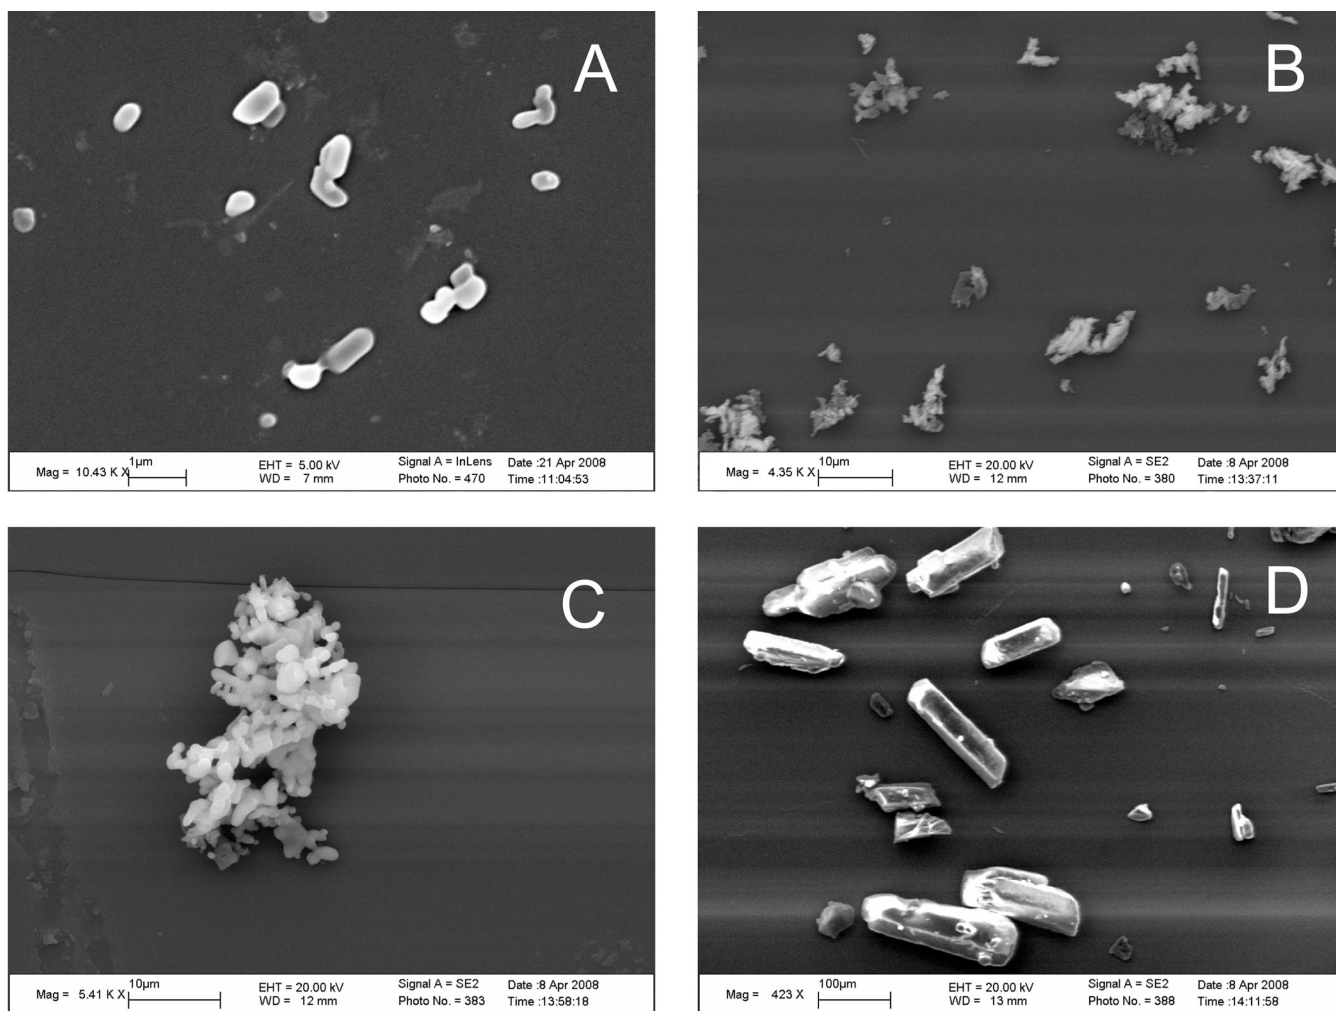 A
Mag = 10.43 K X
1µm
EHT = 5.00 kV
WD = 7 mm
Signal A = InLens
Photo No. = 470
Date :21 Apr 2008
Time :11:04:53
B
Mag = 4.35 K X
10µm
EHT = 20.00 kV
WD = 12 mm
Signal A = SE2
Photo No. = 380
Date :8 Apr 2008
Time :13:37:11
C
Mag = 5.41 K X
10µm
EHT = 20.00 kV
WD = 12 mm
Signal A = SE2
Photo No. = 383
Date :8 Apr 2008
Time :13:58:18
D
Mag = 423 X
100µm
EHT = 20.00 kV
WD = 13 mm
Signal A = SE2
Photo No. = 388
Date :8 Apr 2008
Time :14:11:58